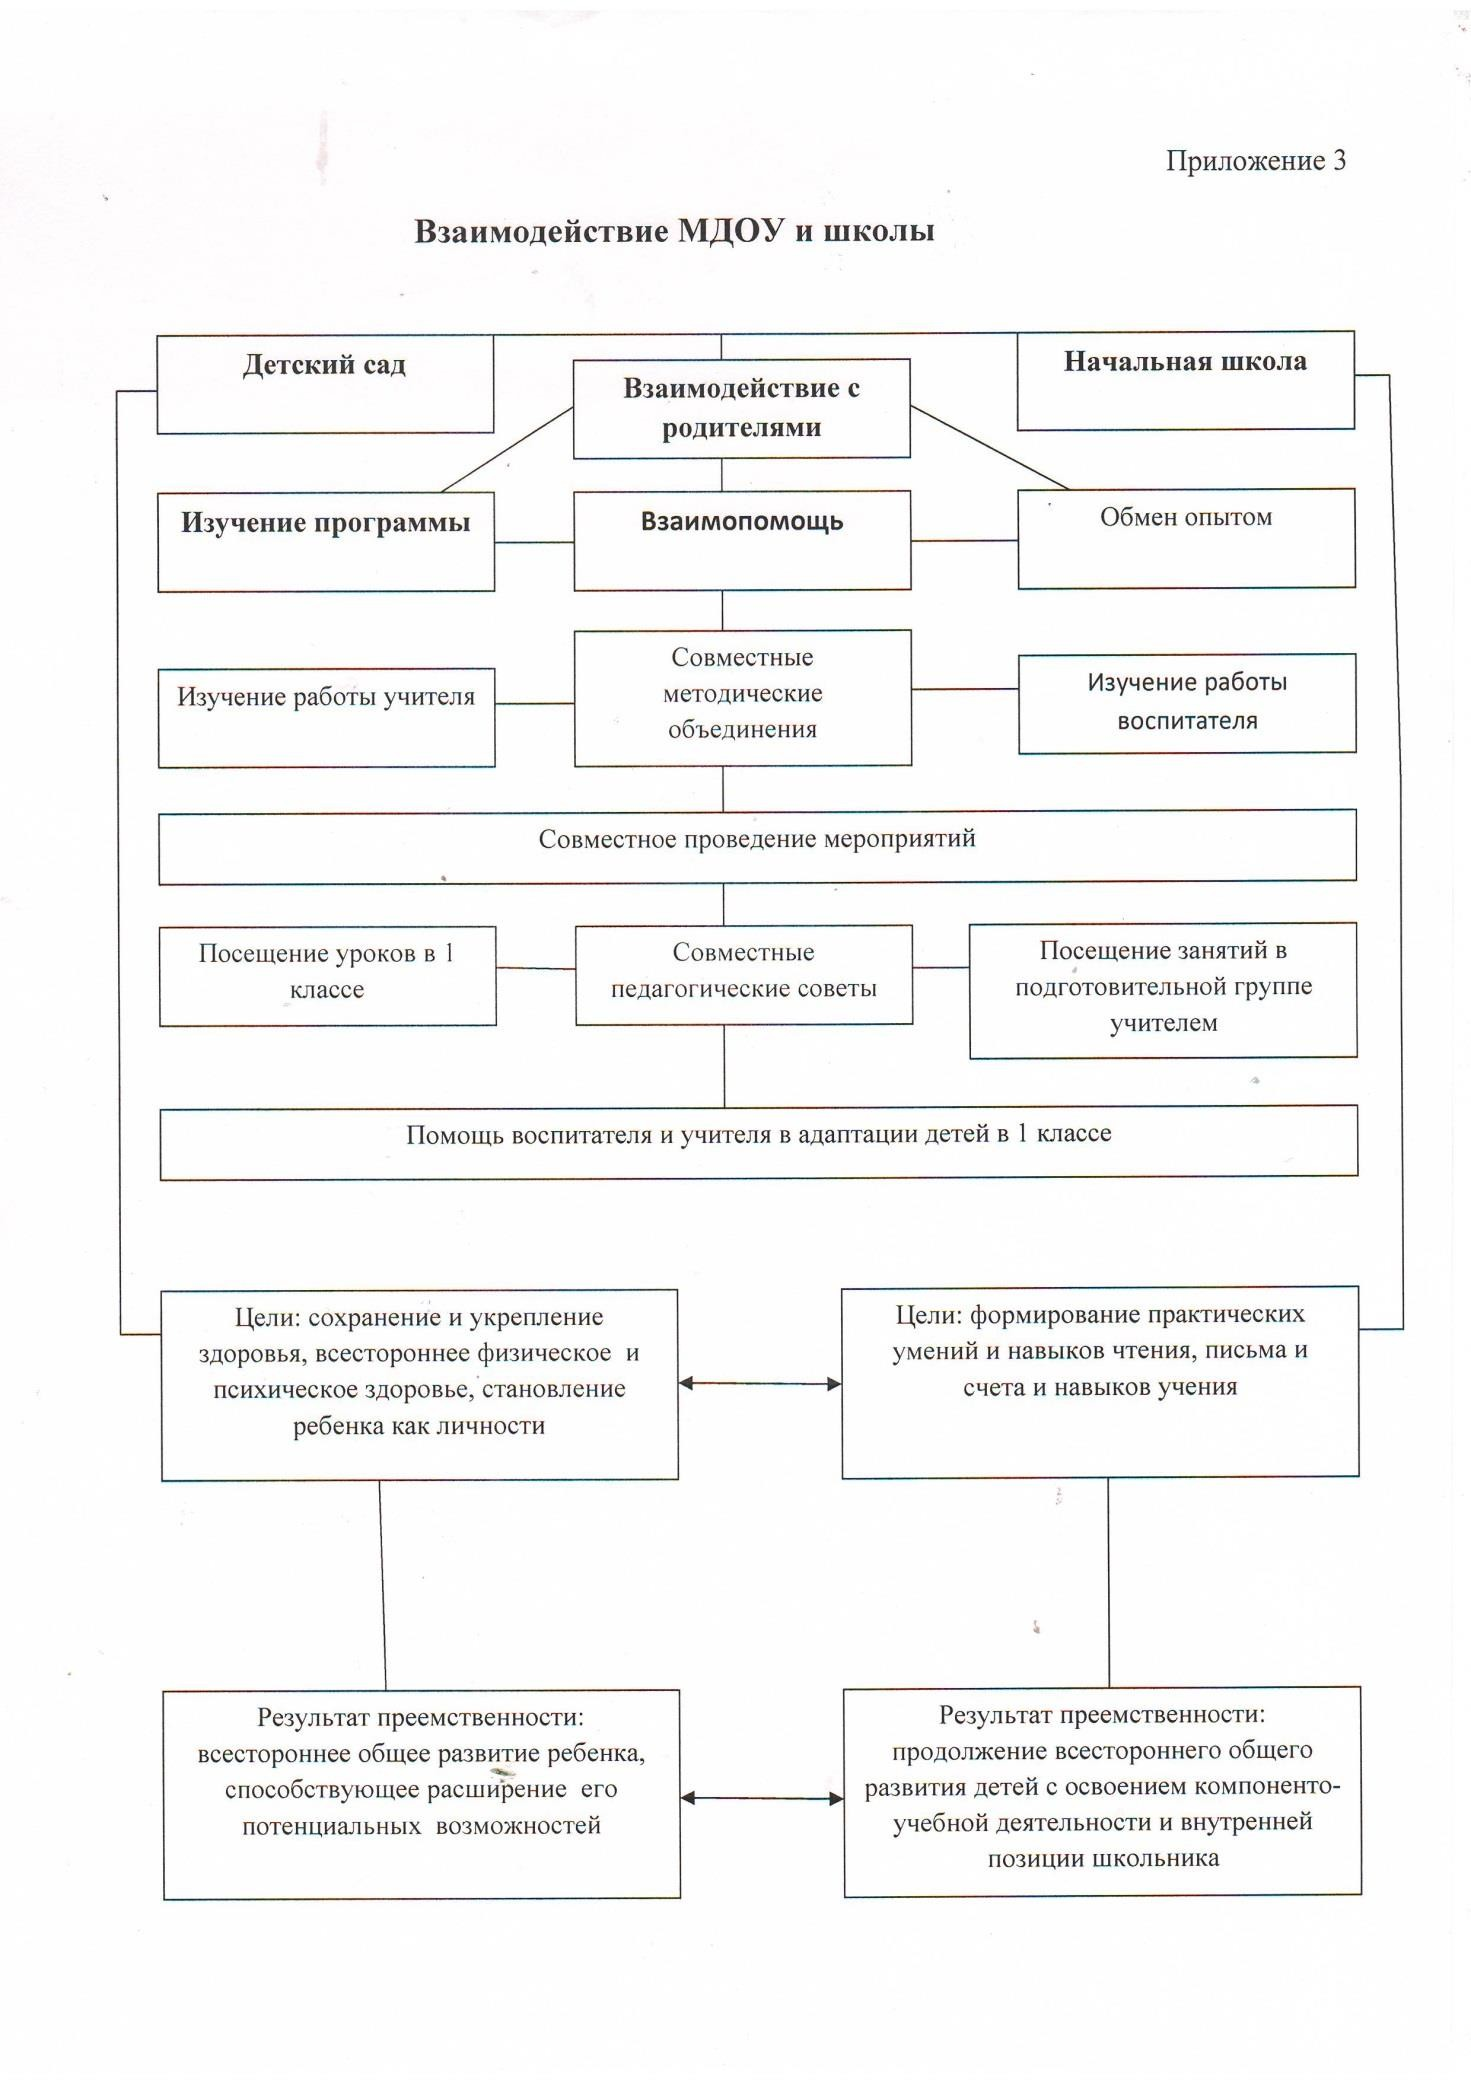 Приложение 3
Взаимодействие МДОУ и школы
Детский сад
Взаимодействие с
родителями
Начальная школа
Изучение программы
Взаимопомощь
Обмен опытом
Изучение работы учителя
Совместные
методические
объединения
Изучение работы
воспитателя
Совместное проведение мероприятий
Посещение уроков в 1
классе
Совместные
педагогические советы
Посещение занятий в
подготовительной группе
учителем
Помощь воспитателя и учителя в адаптации детей в 1 классе
Цели: сохранение и укрепление
здоровья, всестороннее физическое и
психическое здоровье, становление
ребенка как личности
Цели: формирование практических
умений и навыков чтения, письма и
счета и навыков учения
Результат преемственности:
всестороннее общее развитие ребенка,
способствующее расширение его
потенциальных возможностей
Результат преемственности:
продолжение всестороннего общего
развития детей с освоением компоненто-
учебной деятельности и внутренней
позиции школьника